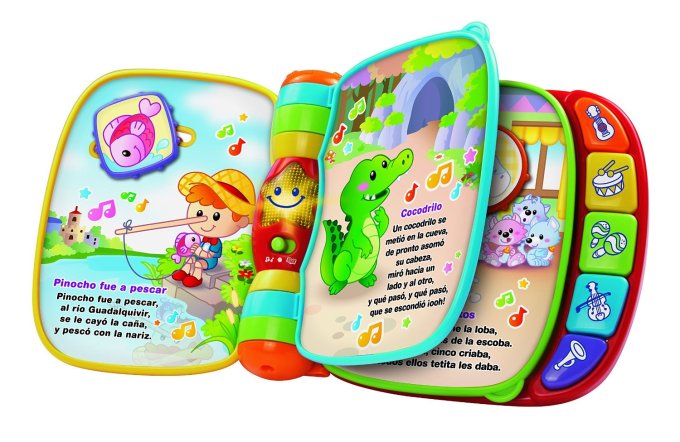 Pinocho fue a pescar
Pinocho fue a pescar,
al río Guadalquivir,
se le cayó la caña,
y pescó con la nariz.
Cocodrilo
Un cocodrilo se
metió en la cueva,
de pronto asomó
su cabeza,
miró hacia un
lado y al otro,
y qué pasó, y qué pasó,
que se escondió ¡ooh!
la loba,
de la escoba.
cinco criaba,
ellos tetita les daba.